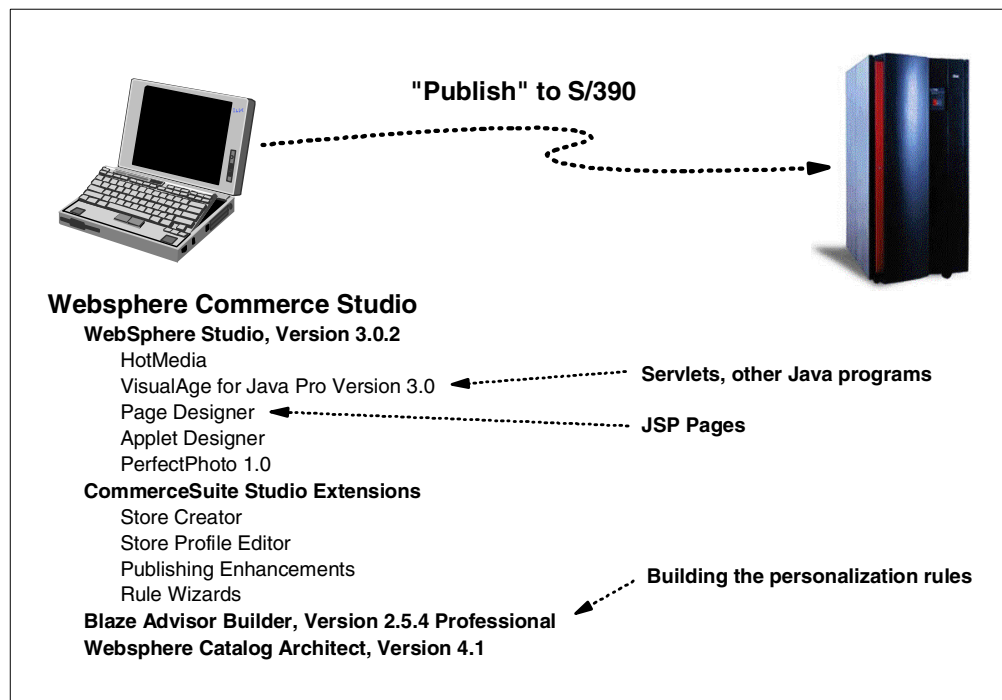 "Publish" to S/390
Websphere Commerce Studio
WebSphere Studio, Version 3.0.2
HotMedia
VisualAge for Java Pro Version 3.0
Servlets, other Java programs
Page Designer
JSP Pages
Applet Designer
PerfectPhoto 1.0
CommerceSuite Studio Extensions
Store Creator
Store Profile Editor
Publishing Enhancements
Rule Wizards
Building the personalization rules
Blaze Advisor Builder, Version 2.5.4 Professional
Websphere Catalog Architect, Version 4.1